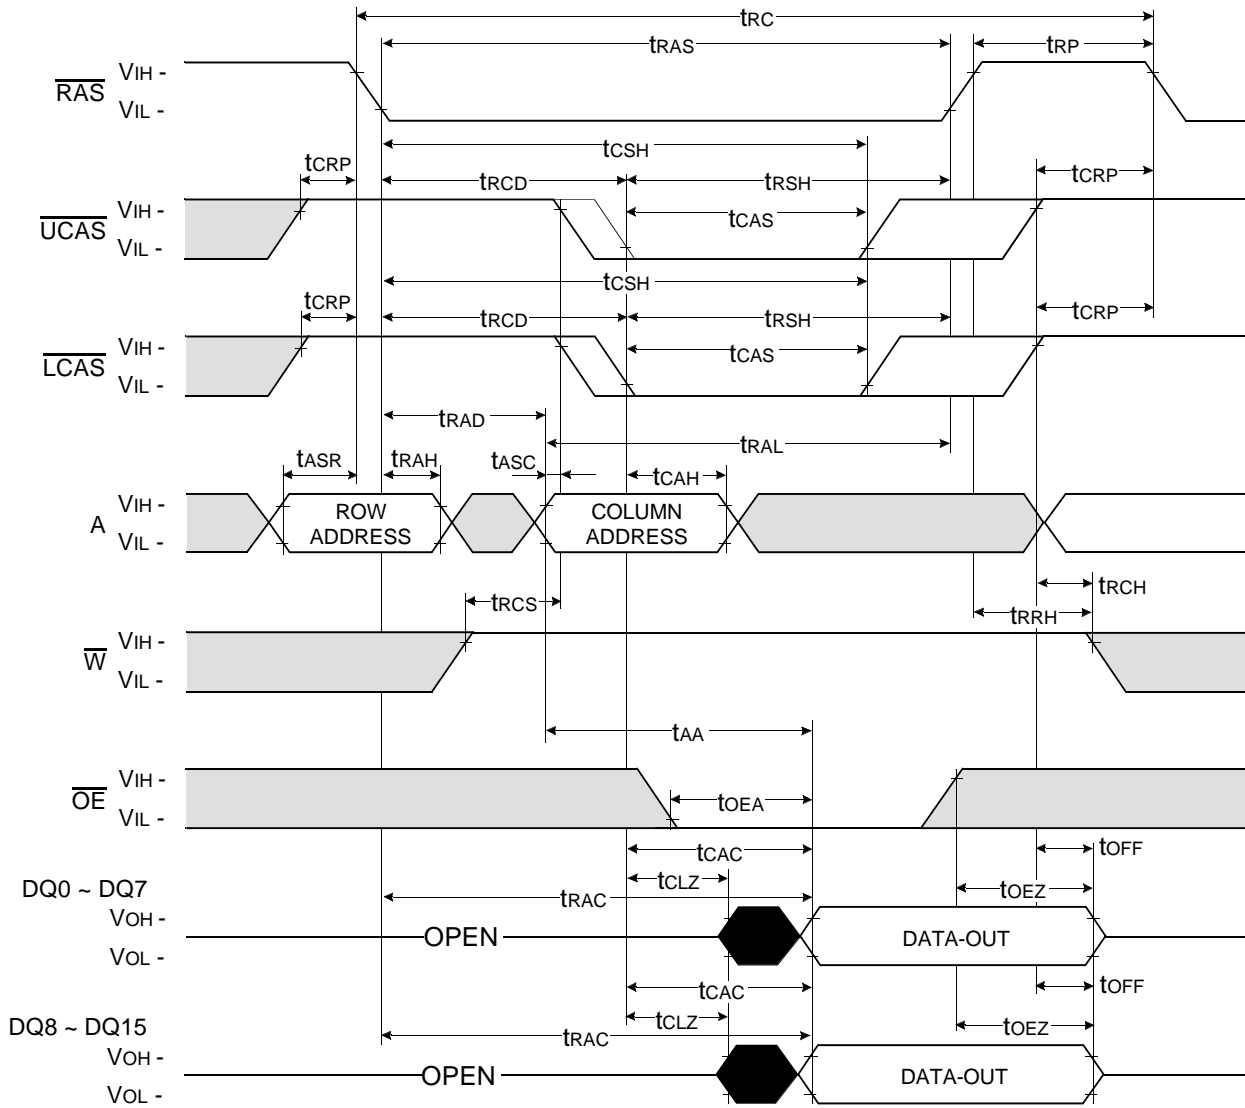 tRC
tRAS tRP
RAS VIH -
VIL -
tCSH
tCRP tRCD tRSH tCRP
UCAS VIH -
tCAS
VIL -
tCSH
tCRP tRCD tRSH tCRP
LCAS VIH -
tCAS
VIL -
tRAD
tRAL
tASR tRAH tASC tCAH
A VIH -
VIL -
ROW ADDRESS
COLUMN ADDRESS
tRCH
tRCS tRRH
W VIH -
VIL -
tAA
OE VIH -
VIL -
tOEA
tCAC tOFF
DQ0 ~ DQ7
tCLZ tOEZ
tRAC
VOH -
OPEN DATA-OUT
VOL -
tCAC tOFF
DQ8 ~ DQ15
tCLZ tOEZ
tRAC
VOH -
OPEN DATA-OUT
VOL -